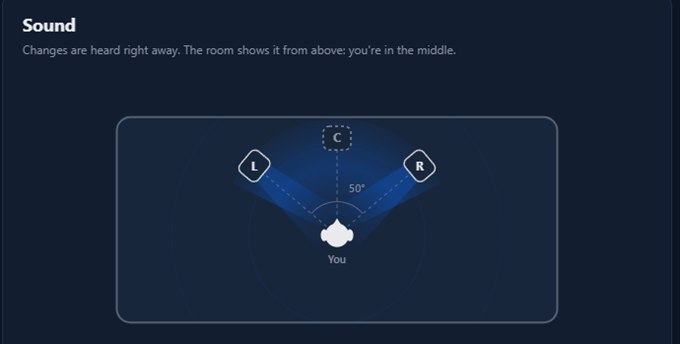 Sound
Changes are heard right away. The room shows it from above: you're in the middle.
C
L
R
50°
You